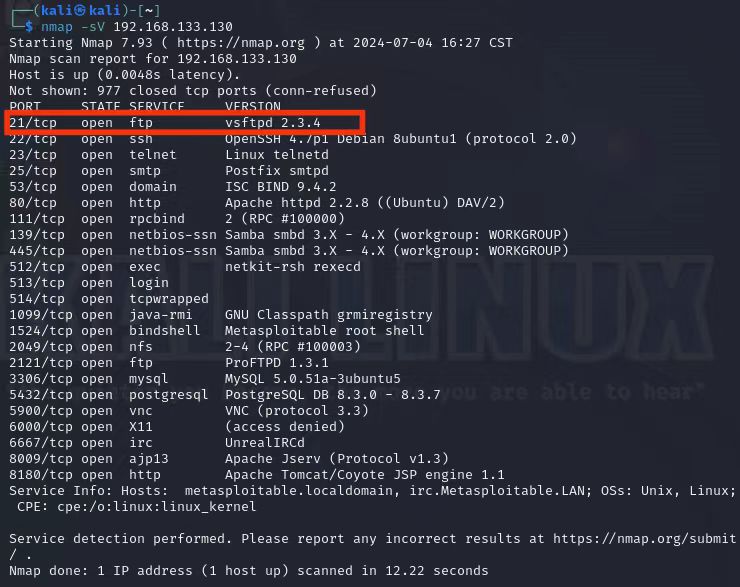 ┌──(kali㉿kali)-[~]
└─$ nmap -sV 192.168.133.130
Starting Nmap 7.93 ( https://nmap.org ) at 2024-07-04 16:27 CST
Nmap scan report for 192.168.133.130
Host is up (0.0048s latency).
Not shown: 977 closed tcp ports (conn-refused)
PORT     STATE SERVICE     VERSION
21/tcp   open  ftp         vsftpd 2.3.4
22/tcp   open  ssh         OpenSSH 4.7p1 Debian 8ubuntu1 (protocol 2.0)
23/tcp   open  telnet      Linux telnetd
25/tcp   open  smtp        Postfix smtpd
53/tcp   open  domain      ISC BIND 9.4.2
80/tcp   open  http        Apache httpd 2.2.8 ((Ubuntu) DAV/2)
111/tcp  open  rpcbind     2 (RPC #100000)
139/tcp  open  netbios-ssn Samba smbd 3.X - 4.X (workgroup: WORKGROUP)
445/tcp  open  netbios-ssn Samba smbd 3.X - 4.X (workgroup: WORKGROUP)
512/tcp  open  exec        netkit-rsh rexecd
513/tcp  open  login
514/tcp  open  tcpwrapped
1099/tcp open  java-rmi    GNU Classpath grmiregistry
1524/tcp open  bindshell   Metasploitable root shell
2049/tcp open  nfs         2-4 (RPC #100003)
2121/tcp open  ftp         ProFTPD 1.3.1
3306/tcp open  mysql       MySQL 5.0.51a-3ubuntu5
5432/tcp open  postgresql  PostgreSQL DB 8.3.0 - 8.3.7
5900/tcp open  vnc         VNC (protocol 3.3)
6000/tcp open  X11         (access denied)
6667/tcp open  irc         UnrealIRCd
8009/tcp open  ajp13       Apache Jserv (Protocol v1.3)
8180/tcp open  http        Apache Tomcat/Coyote JSP engine 1.1
Service Info: Hosts:  metasploitable.localdomain, irc.Metasploitable.LAN; OSs: Unix, Linux;
 CPE: cpe:/o:linux:linux_kernel

Service detection performed. Please report any incorrect results at https://nmap.org/submit
/ .
Nmap done: 1 IP address (1 host up) scanned in 12.22 seconds
KALI LINUX
you are able to hear"